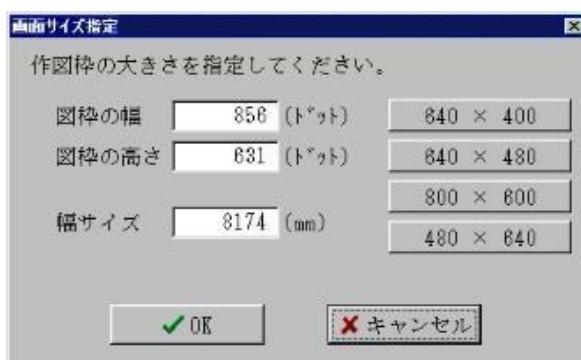 画面サイズ指定
作図枠の大きさを指定してください。
図枠の幅 856 (ﾄﾞｯﾄ) 640 × 400
図枠の高さ 631 (ﾄﾞｯﾄ) 640 × 480
800 × 600
幅サイズ 8174 (mm)
480 × 640
OK キャンセル